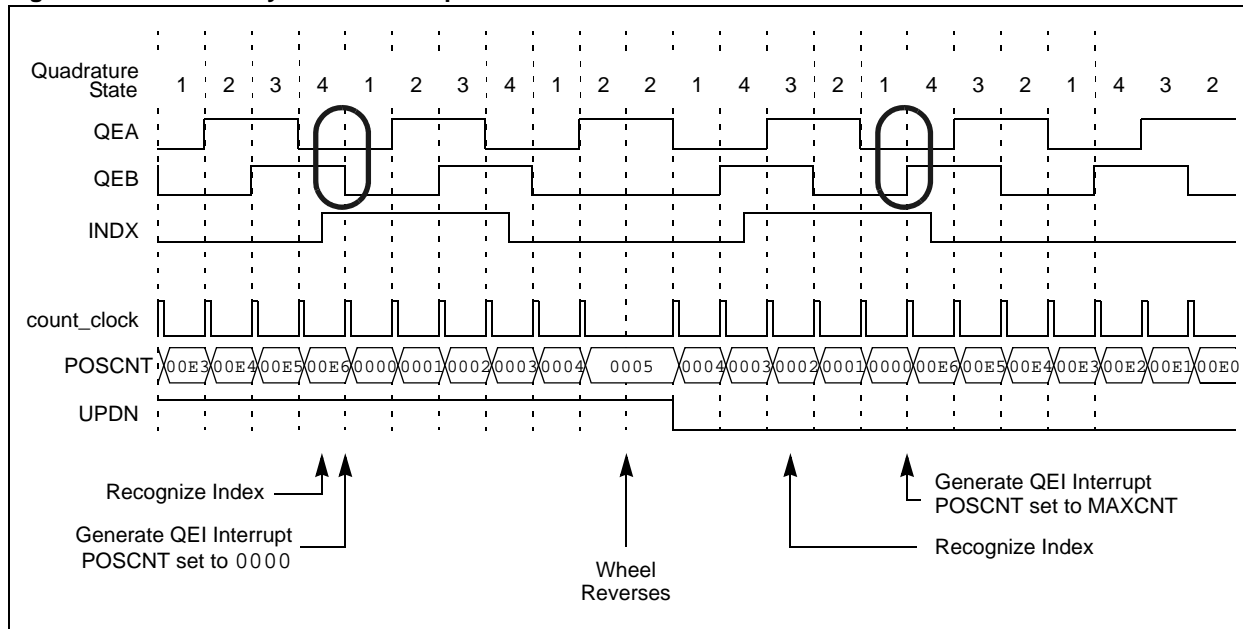 Quadrature
State
1 2 3 4 1 2 3 4 1 2 2 1 4 3 2 1 4 3 2 1 4 3 2
QEA
QEB
INDX
count_clock
POSCNT 00E3 00E4 00E5 00E6 0000 0001 0002 0003 0004 0005 0004 0003 0002 0001 0000 00E6 00E5 00E4 00E3 00E2 00E1 00E0
UPDN
Recognize Index
Generate QEI Interrupt
POSCNT set to 0000
Wheel
Reverses
Generate QEI Interrupt
POSCNT set to MAXCNT
Recognize Index